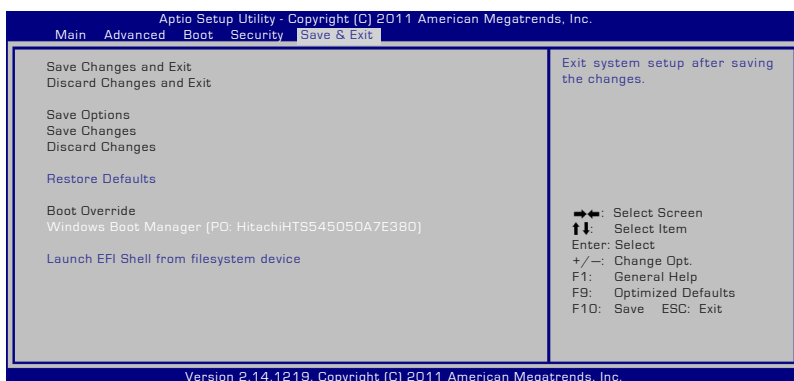 Aptio Setup Utility - Copyright (C) 2011 American Megatrends, Inc.
Main Advanced Boot Security Save & Exit
Save Changes and Exit
Discard Changes and Exit
Save Options
Save Changes
Discard Changes
Restore Defaults
Boot Override
Windows Boot Manager (PO: HitachiHTS545050A7E380)
Launch EFI Shell from filesystem device
Exit system setup after saving
the changes.
→←: Select Screen
↑↓: Select Item
Enter: Select
+/—: Change Opt.
F1: General Help
F9: Optimized Defaults
F10: Save ESC: Exit
Version 2.14.1219. Copyright (C) 2011 American Megatrends, Inc.